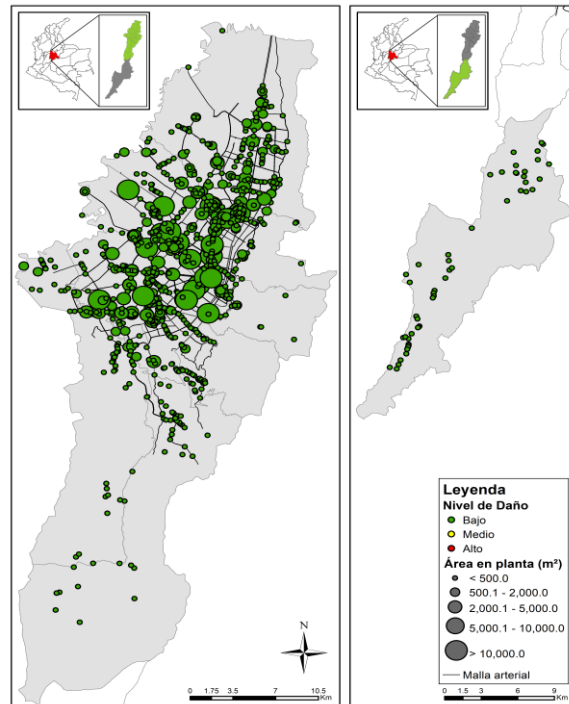 N
0 1.75 3.5 7 10.5
Km
Leyenda
Nivel de Daño
Bajo
Medio
Alto
Área en planta (m²)
< 500.0
500.1 - 2,000.0
2,000.1 - 5,000.0
5,000.1 - 10,000.0
> 10,000.0
Malla arterial
0 1.5 3 6 9
Km